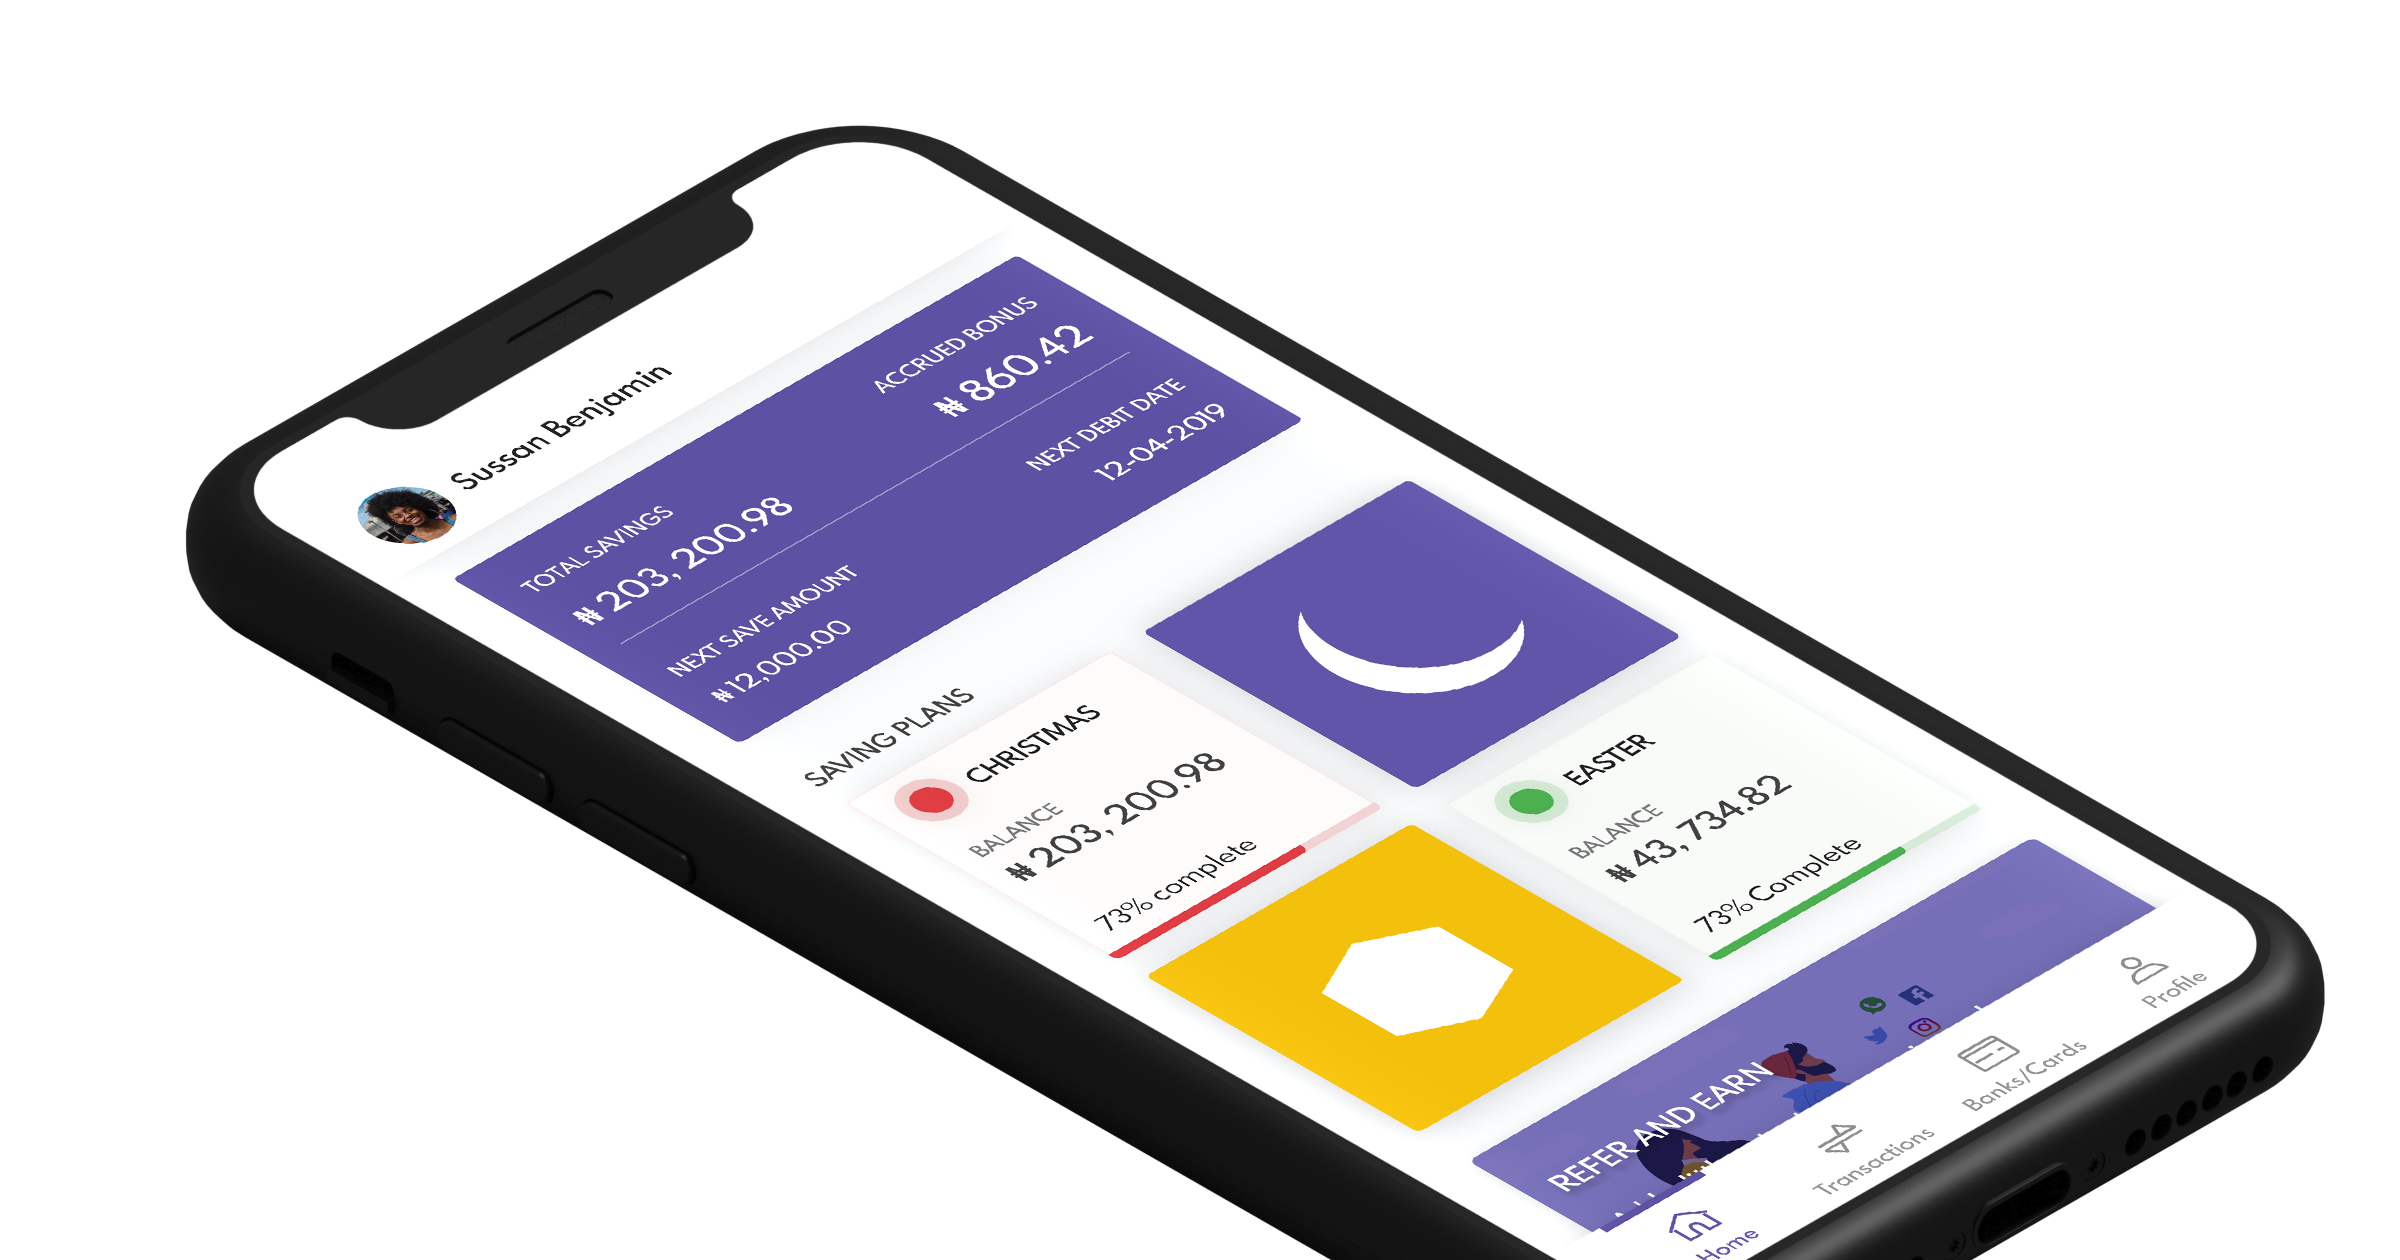 Sussan Benjamin
TOTAL SAVINGS
₦ 203, 200.98
ACCRUED BONUS
₦ 860.42
NEXT SAVE AMOUNT
₦ 12,000.00
NEXT DEBIT DATE
12-04-2019
SAVING PLANS
CHRISTMAS
BALANCE
₦ 203, 200.98
73% complete
EASTER
BALANCE
₦ 43, 734.82
73% Complete
REFER AND EARN
Home
Transactions
Banks/Cards
Profile